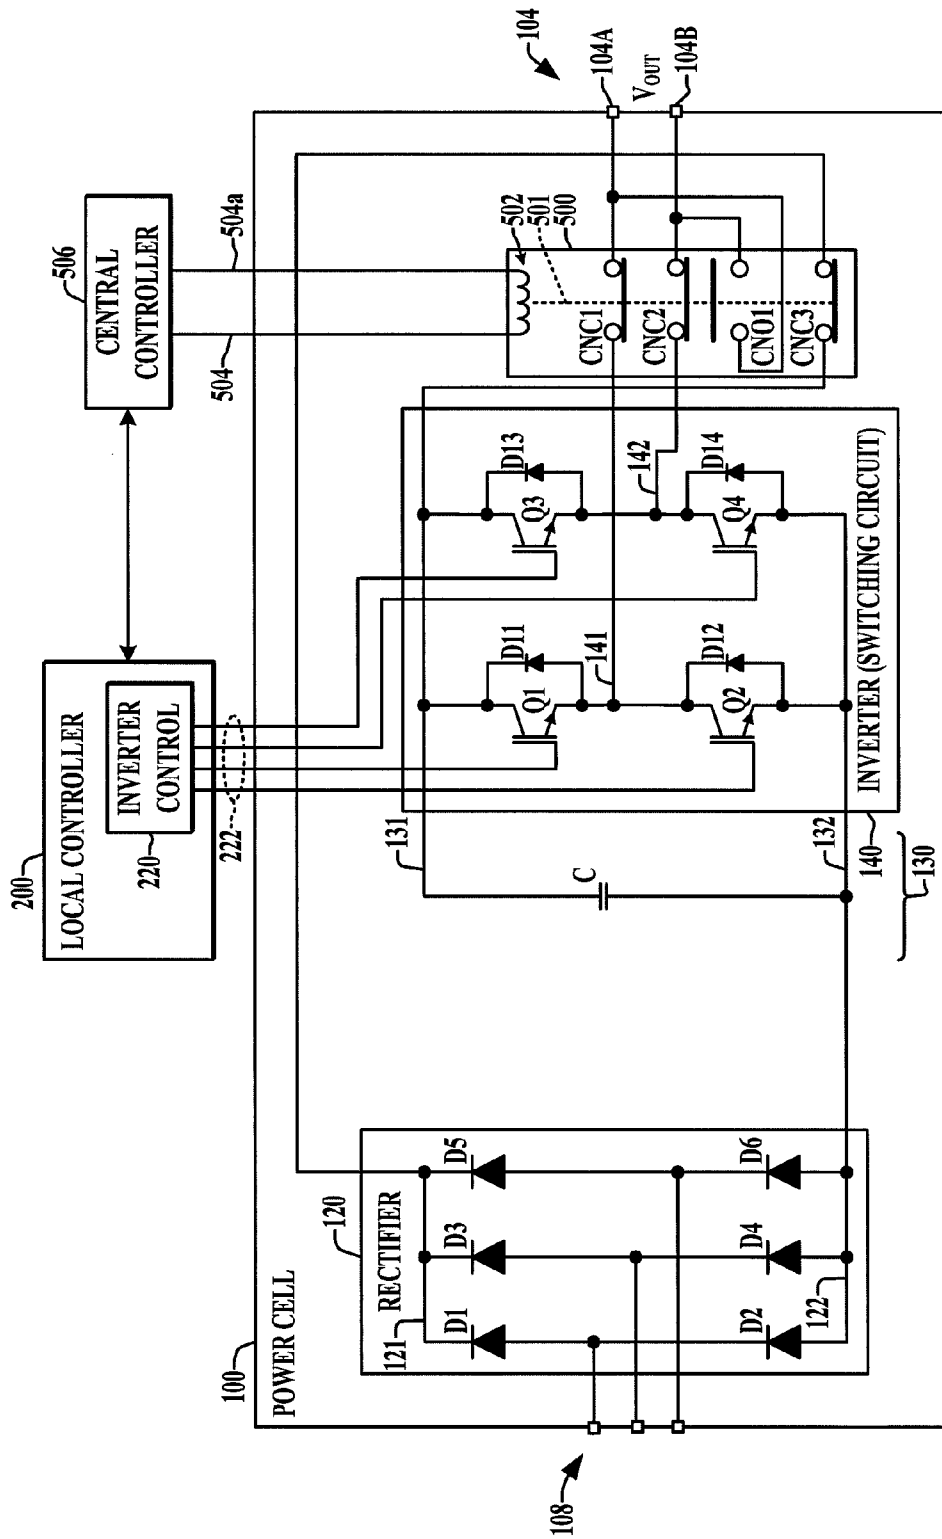 100
POWER CELL
108
120
RECTIFIER
121
D1
D3
D5
D2
D4
D6
122
200
LOCAL CONTROLLER
INVERTER
CONTROL
220
222
506
CENTRAL
CONTROLLER
504
504a
131
C
132
130
140
INVERTER (SWITCHING CIRCUIT)
Q1
D11
Q3
D13
141
142
Q2
D12
Q4
D14
502
501
500
CNC1
CNC2
CNO1
CNC3
104
104A
VOUT
104B